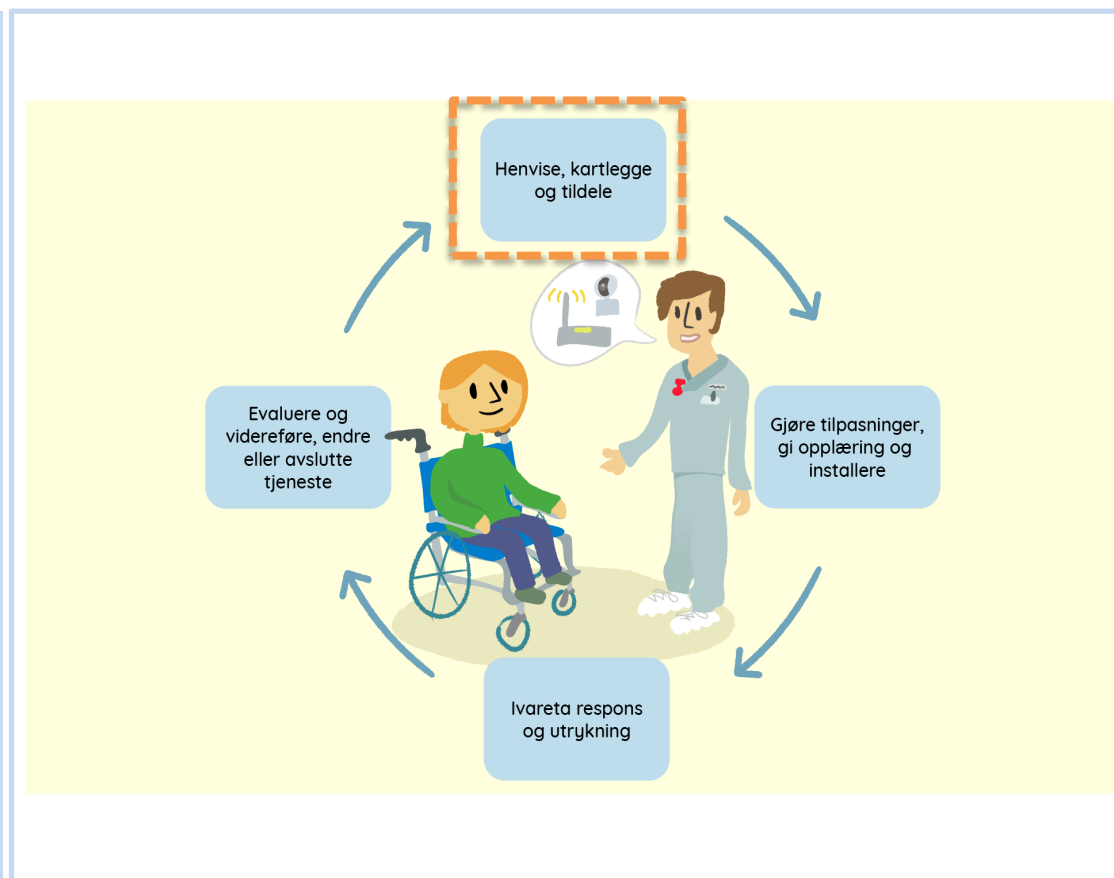 Henvise, kartlegge
og tildele
Gjøre tilpasninger,
gi opplæring og
installere
Ivareta respons
og utrykning
Evaluere og
videreføre, endre
eller avslutte
tjeneste